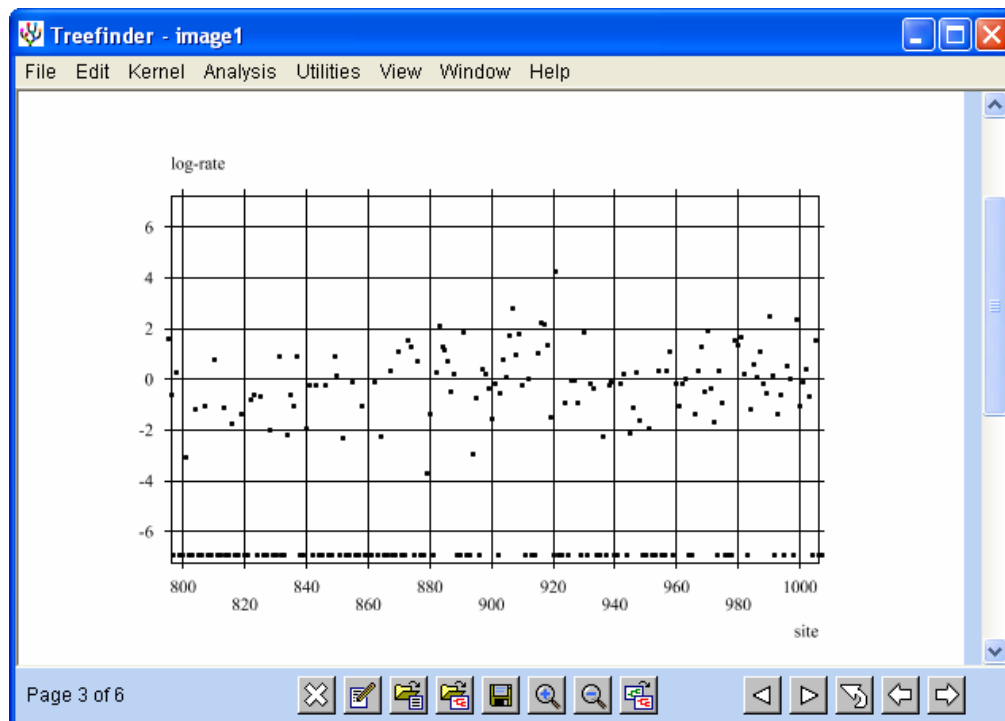 Treefinder - image1
File Edit Kernel Analysis Utilities View Window Help
log-rate
6
4
2
0
-2
-4
-6
800 840 880 920 960 1000
820 860 900 940 980
site
Page 3 of 6